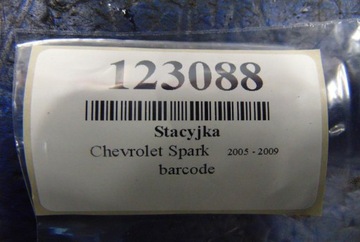 123088
Stacyjka
Chevrolet Spark 2005 - 2009
barcode